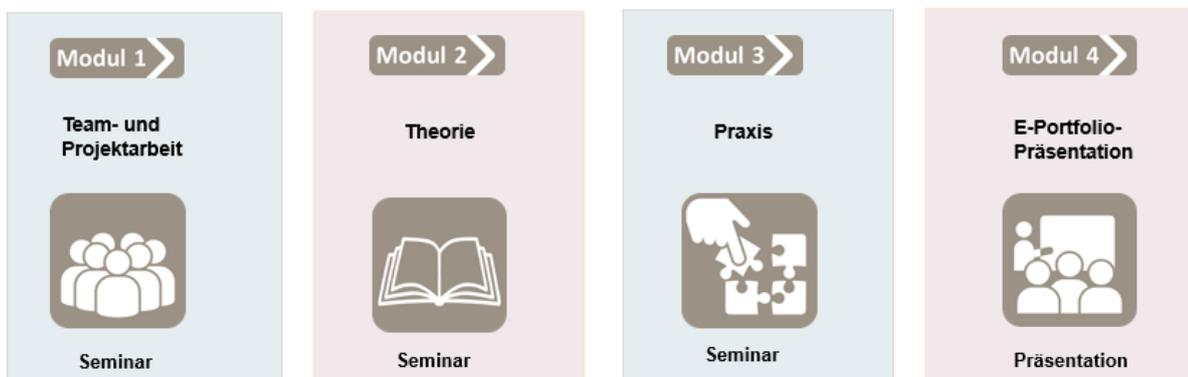 Modul 1
Team- und
Projektarbeit
Seminar
Modul 2
Theorie
Seminar
Modul 3
Praxis
Seminar
Modul 4
E-Portfolio-
Präsentation
Präsentation